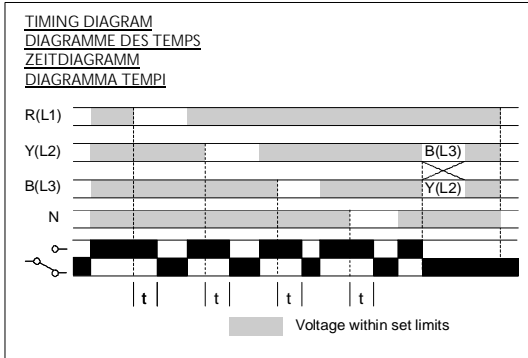 TIMING DIAGRAM
DIAGRAMME DES TEMPS
ZEITDIAGRAMM
DIAGRAMMA TEMPI
R(L1)
Y(L2)
B(L3)
B(L3)
Y(L2)
N
t t t t
Voltage within set limits